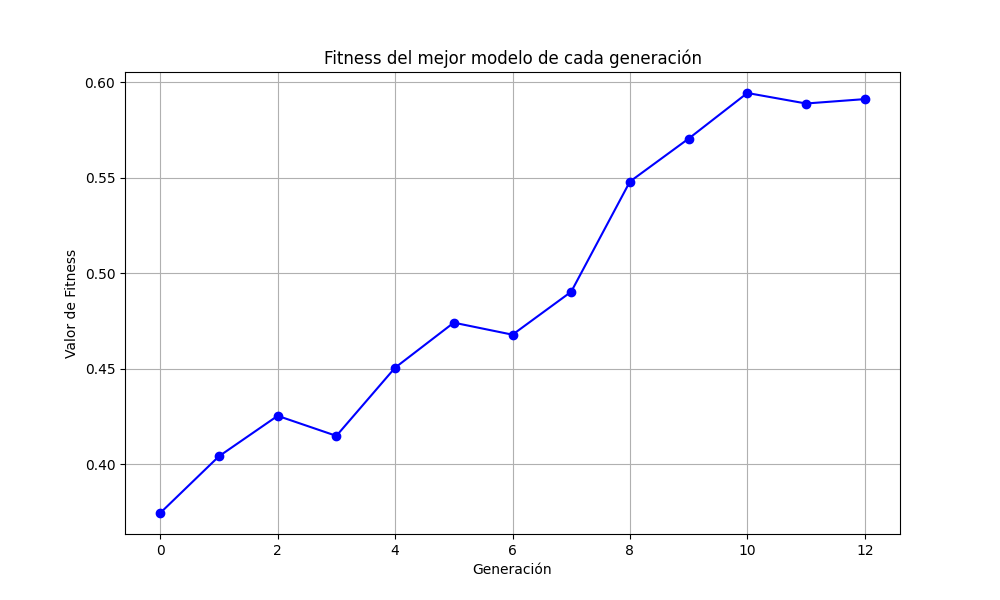 Fitness del mejor modelo de cada generación
0.60
0.55
0.50
0.45
0.40
Valor de Fitness
0 2 4 6 8 10 12
Generación